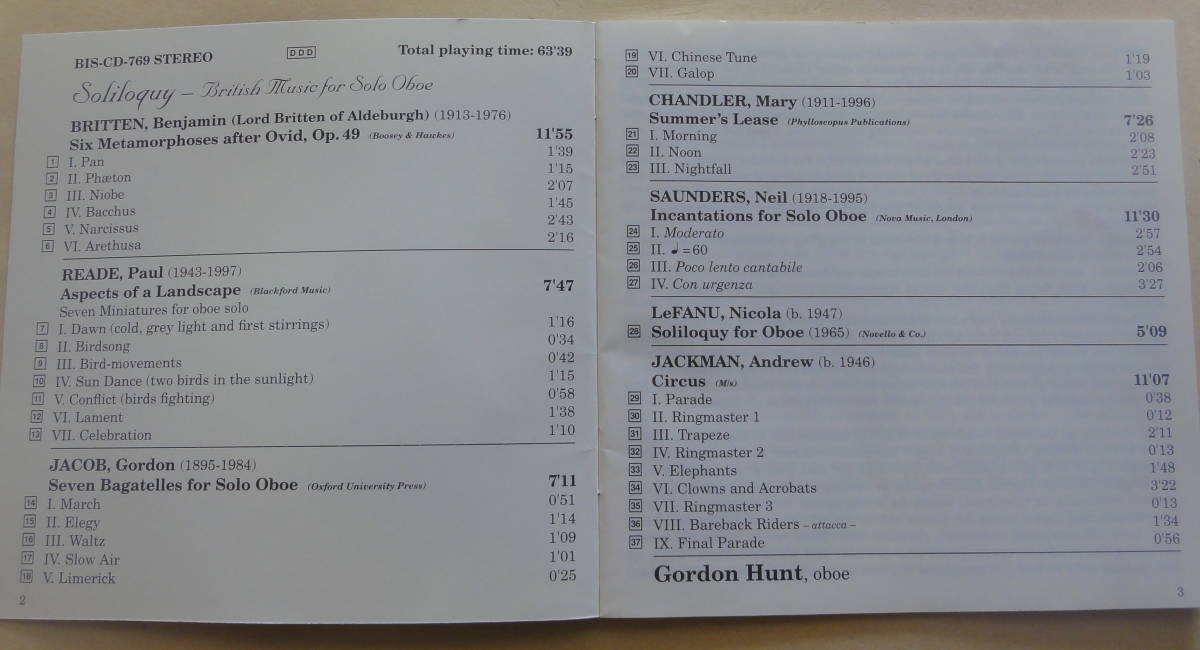 BIS-CD-769 STEREO DDD Total playing time: 63'39
Soliloquy – British Music for Solo Oboe
BRITTEN, Benjamin (Lord Britten of Aldeburgh) (1913-1976)
Six Metamorphoses after Ovid, Op. 49 (Boosey & Hawkes) 11'55
1 I. Pan 1'39
2 II. Phæton 1'15
3 III. Niobe 2'07
4 IV. Bacchus 1'45
5 V. Narcissus 2'43
6 VI. Arethusa 2'16
READE, Paul (1943-1997)
Aspects of a Landscape (Blackford Music) 7'47
Seven Miniatures for oboe solo
7 I. Dawn (cold, grey light and first stirrings) 1'16
8 II. Birdsong 0'34
9 III. Bird-movements 0'42
10 IV. Sun Dance (two birds in the sunlight) 1'15
11 V. Conflict (birds fighting) 0'58
12 VI. Lament 1'38
13 VII. Celebration 1'10
JACOB, Gordon (1895-1984)
Seven Bagatelles for Solo Oboe (Oxford University Press) 7'11
14 I. March 0'51
15 II. Elegy 1'14
16 III. Waltz 1'09
17 IV. Slow Air 1'01
18 V. Limerick 0'25
2
19 VI. Chinese Tune 1'19
20 VII. Galop 1'03
CHANDLER, Mary (1911-1996)
Summer's Lease (Phylloscopus Publications) 7'26
21 I. Morning 2'08
22 II. Noon 2'23
23 III. Nightfall 2'51
SAUNDERS, Neil (1918-1995)
Incantations for Solo Oboe (Nova Music, London) 11'30
24 I. Moderato 2'57
25 II. ♩=60 2'54
26 III. Poco lento cantabile 2'06
27 IV. Con urgenza 3'27
LeFANU, Nicola (b. 1947)
28 Soliloquy for Oboe (1965) (Novello & Co.) 5'09
JACKMAN, Andrew (b. 1946)
Circus (M/s) 11'07
29 I. Parade 0'38
30 II. Ringmaster 1 0'12
31 III. Trapeze 2'11
32 IV. Ringmaster 2 0'13
33 V. Elephants 1'48
34 VI. Clowns and Acrobats 3'22
35 VII. Ringmaster 3 0'13
36 VIII. Bareback Riders – attacca – 1'34
37 IX. Final Parade 0'56
Gordon Hunt, oboe
3